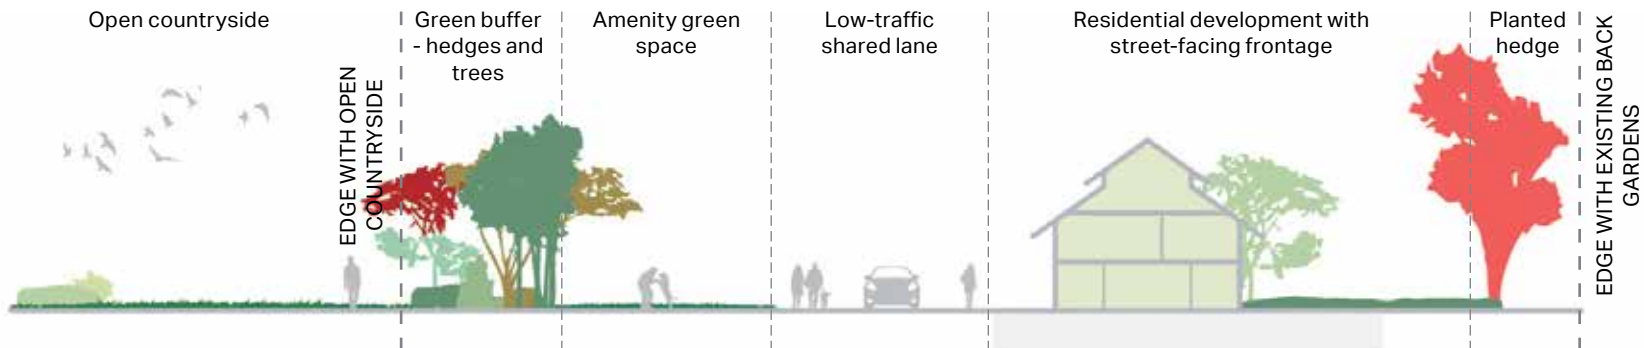 Open countryside
EDGE WITH OPEN
COUNTRYSIDE
Green buffer
- hedges and
trees
Amenity green
space
Low-traffic
shared lane
Residential development with
street-facing frontage
Planted
hedge
EDGE WITH EXISTING BACK
GARDENS